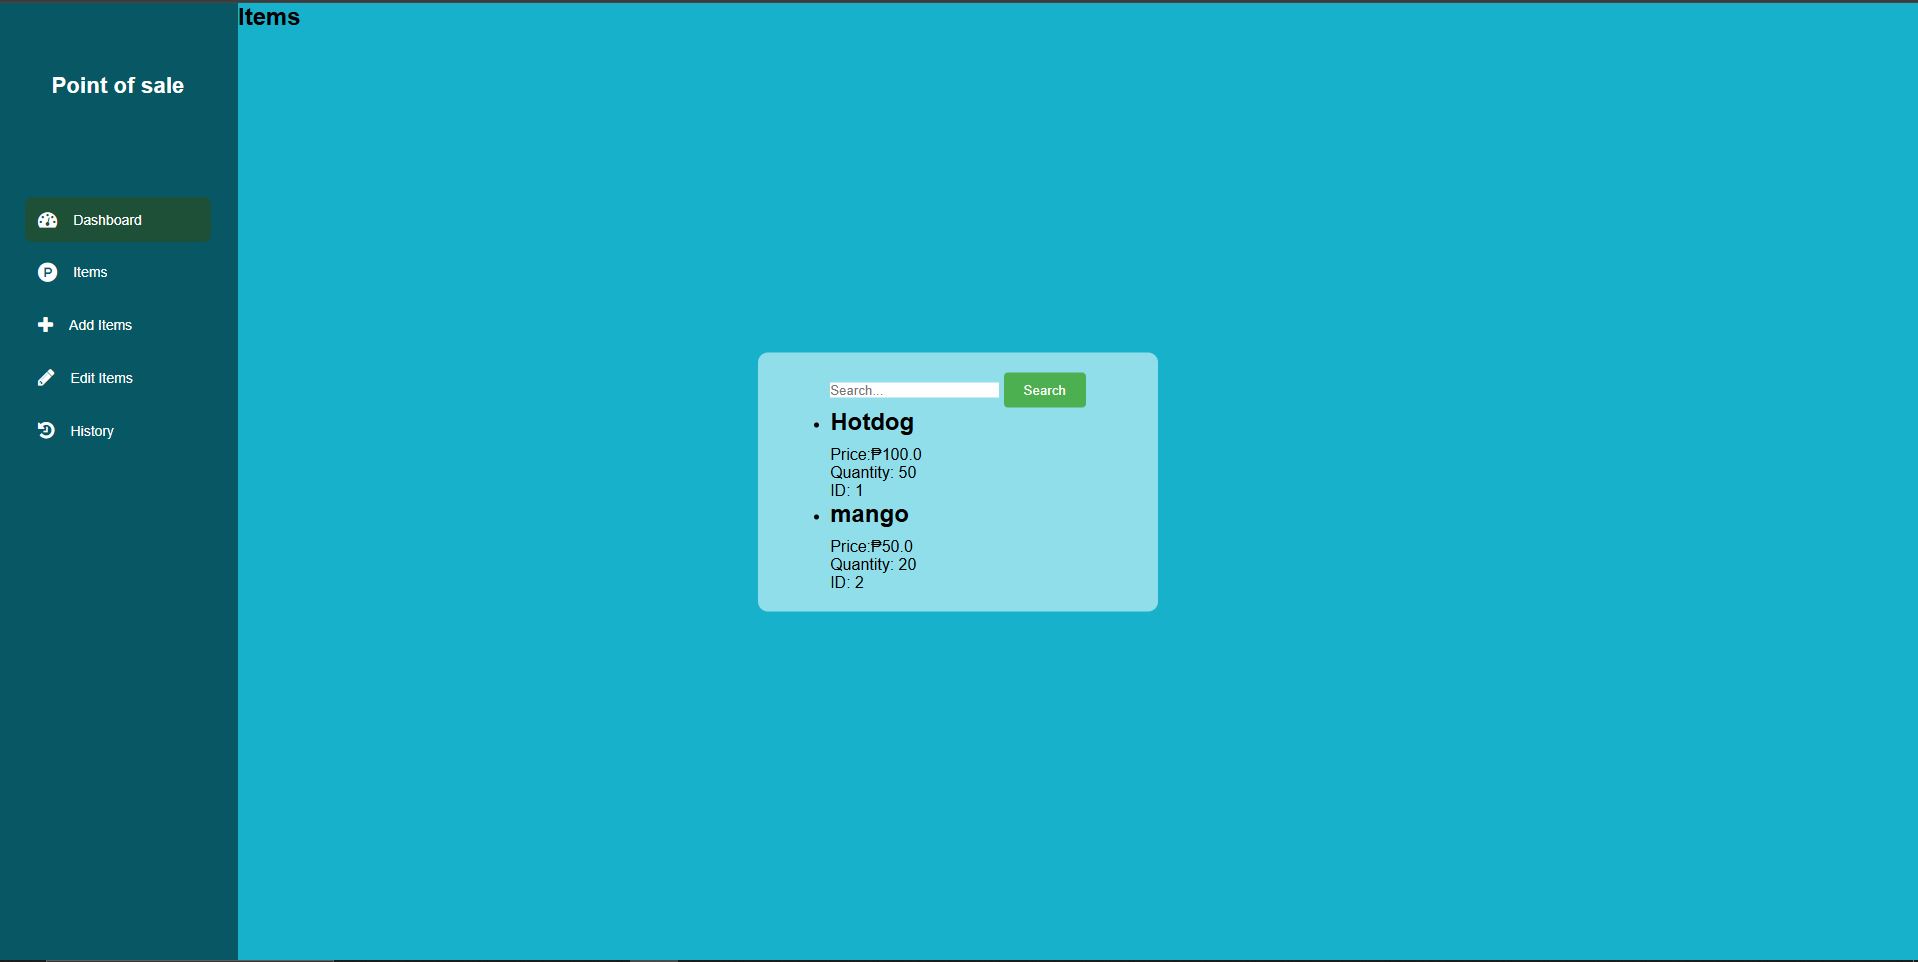 Items
Point of sale
Dashboard
Items
Add Items
Edit Items
History
Search... Search
Hotdog
Price:₱100.0
Quantity: 50
ID: 1
mango
Price:₱50.0
Quantity: 20
ID: 2